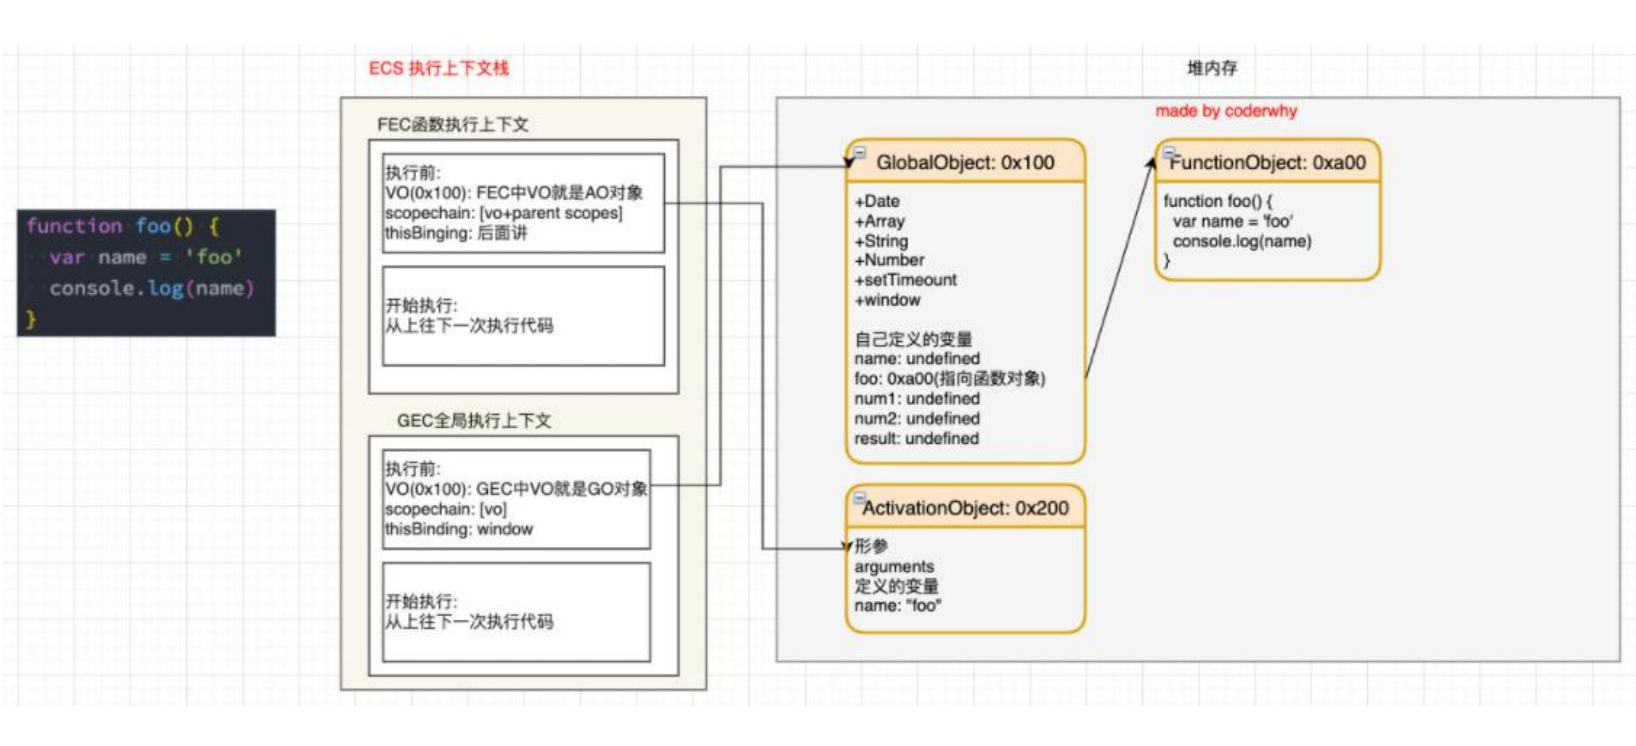 ECS 执行上下文栈
堆内存
function foo() {
var name = 'foo'
console.log(name)
}
FEC函数执行上下文
执行前:
VO(0x100): FEC中VO就是AO对象
scopechain: [vo+parent scopes]
thisBinging: 后面讲
开始执行:
从上往下一次执行代码
GEC全局执行上下文
执行前:
VO(0x100): GEC中VO就是GO对象
scopechain: [vo]
thisBinding: window
开始执行:
从上往下一次执行代码
made by coderwhy
GlobalObject: 0x100
+Date
+Array
+String
+Number
+setTimeount
+window
自己定义的变量
name: undefined
foo: 0xa00(指向函数对象)
num1: undefined
num2: undefined
result: undefined
FunctionObject: 0xa00
function foo() {
var name = 'foo'
console.log(name)
}
ActivationObject: 0x200
形参
arguments
定义的变量
name: "foo"